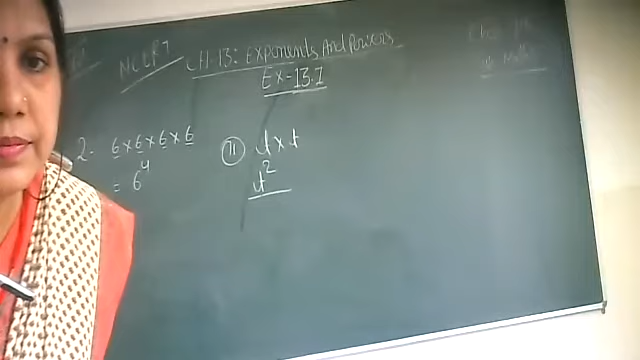 NCERT
CH-13: Exponents And Powers
Ex-13.1
2. 6×6×6×6
= 6⁴
(ii) t×t
t²